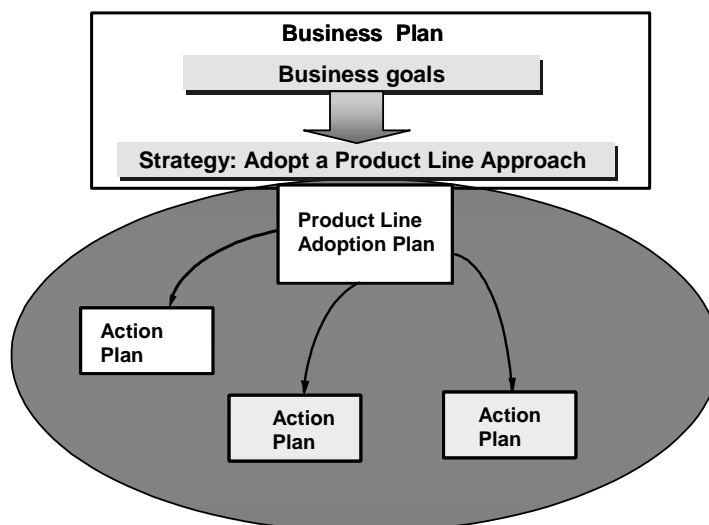 Business Plan
Business goals
Strategy: Adopt a Product Line Approach
Product Line
Adoption Plan
Action
Plan
Action
Plan
Action
Plan